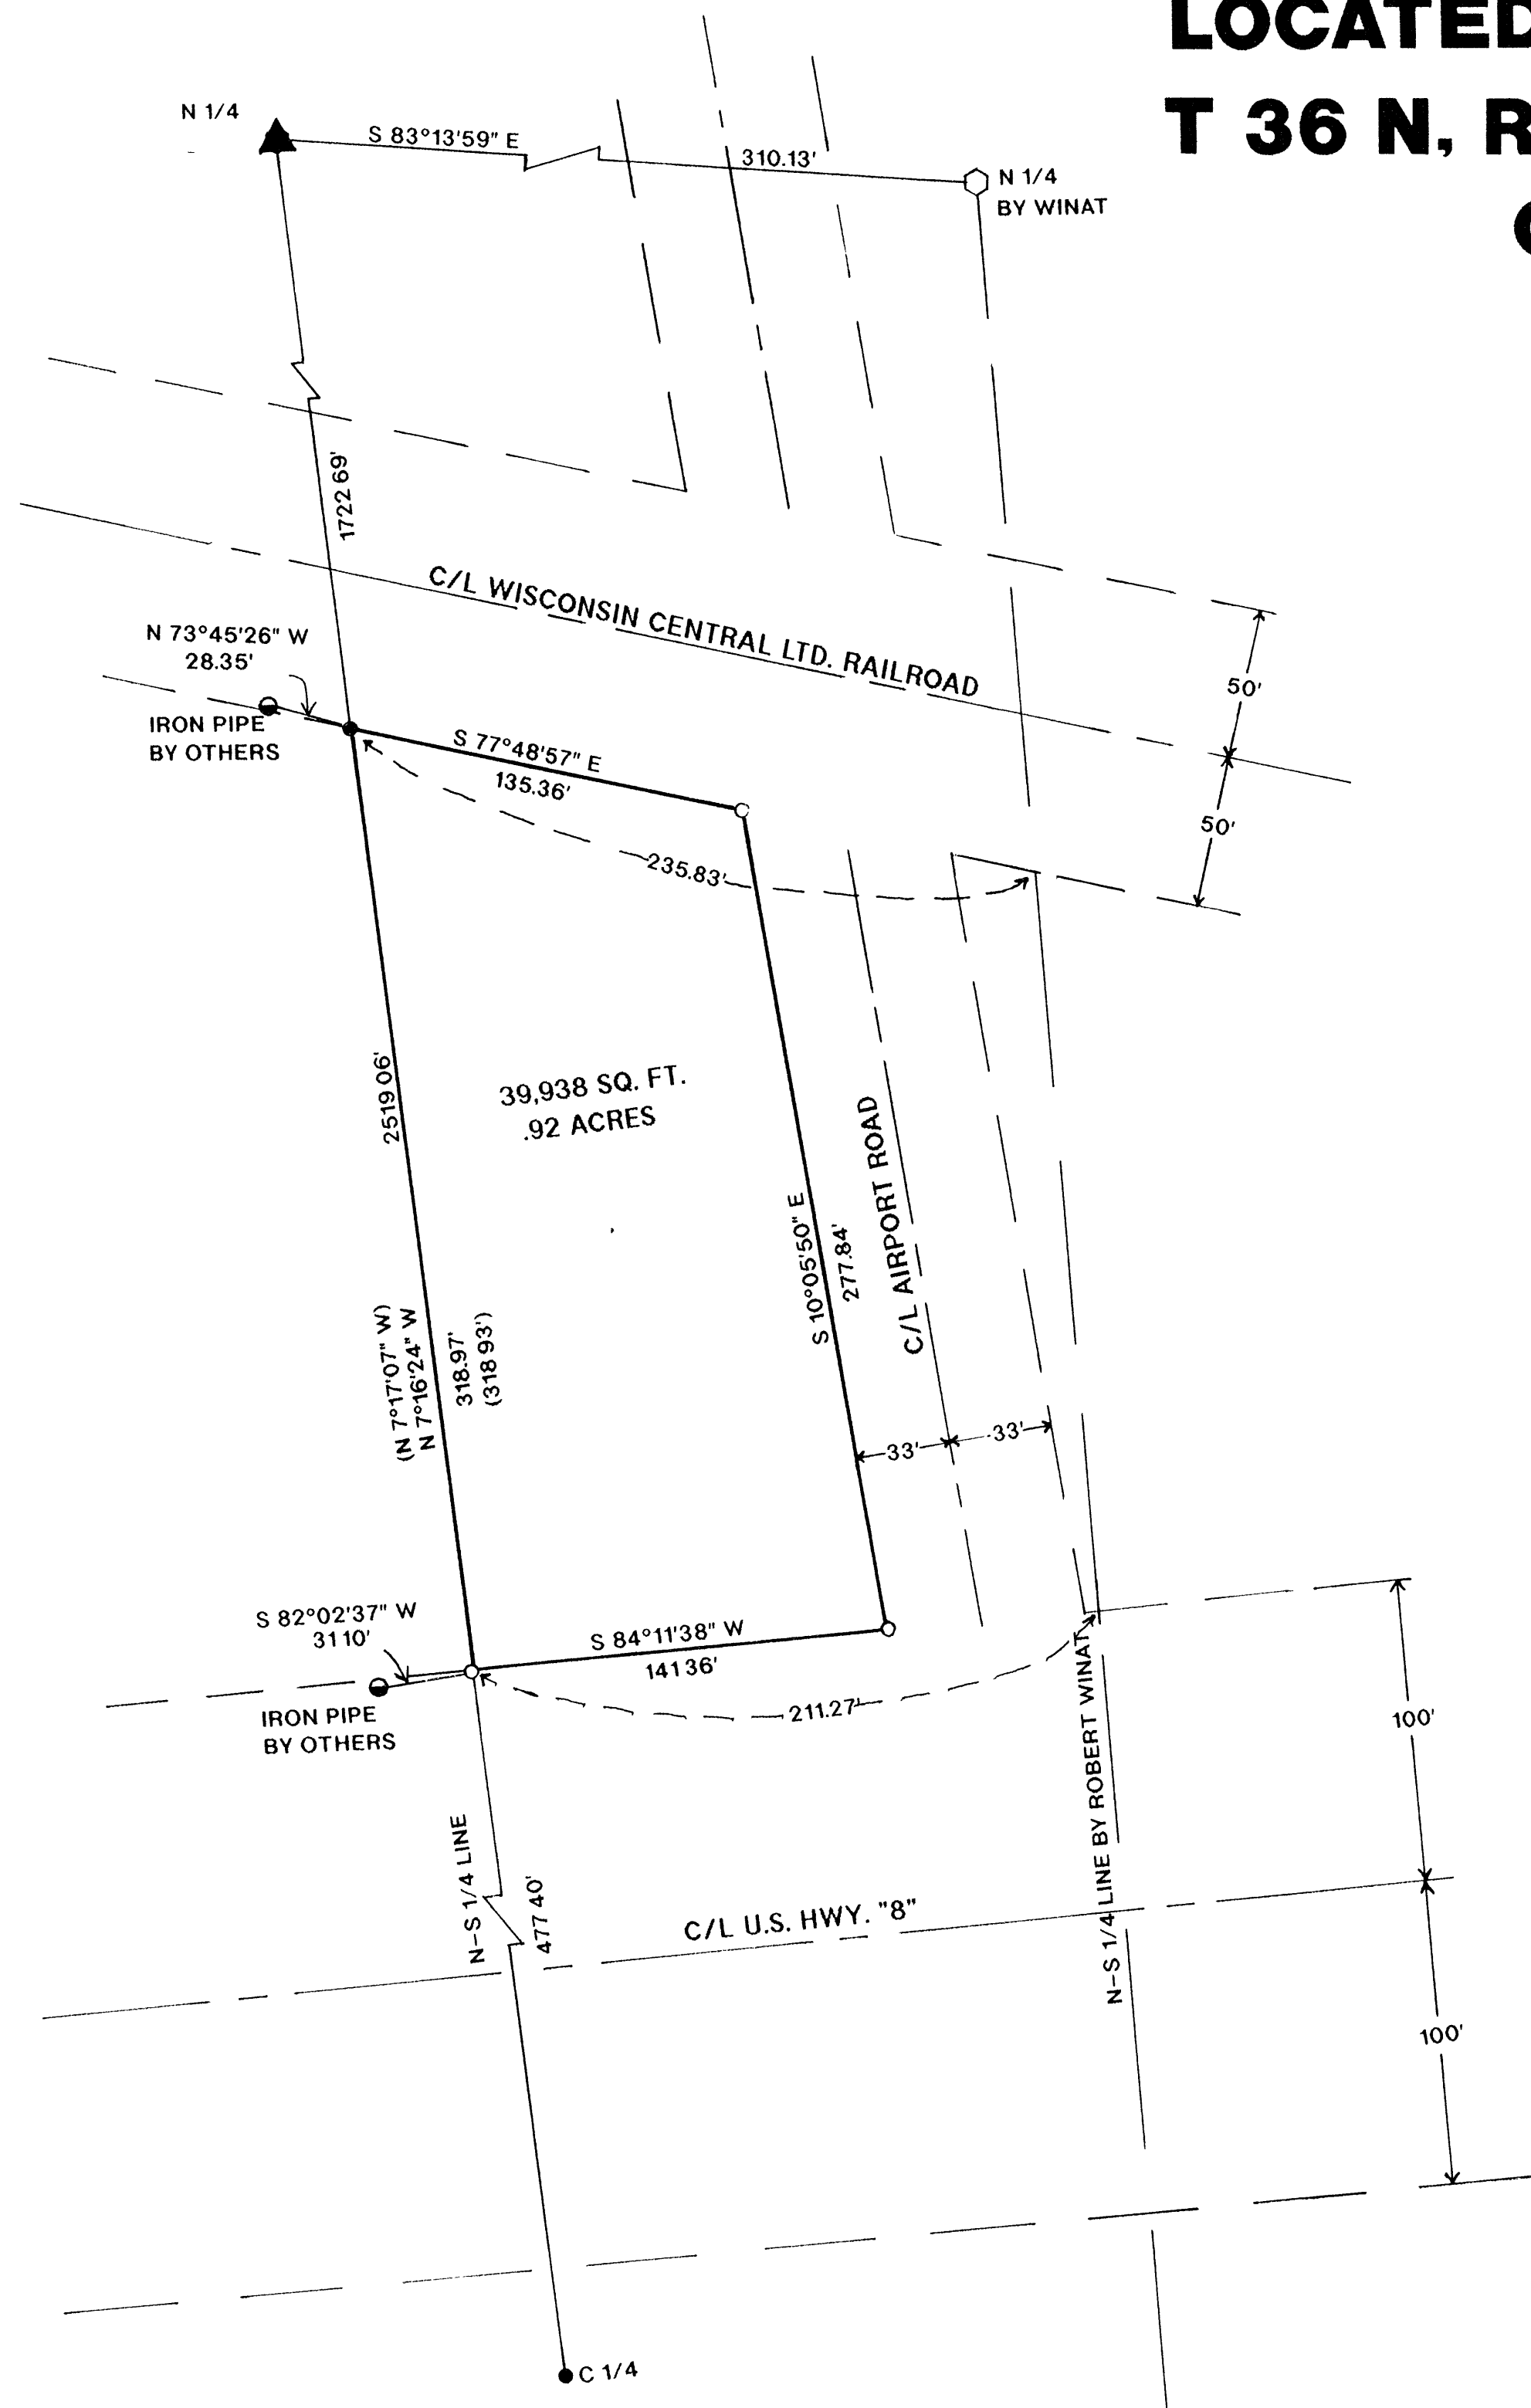 LOCATED
T 36 N, R
N 1/4
S 83°13'59" E
310.13'
N 1/4
BY WINAT
1722 69'
C/L WISCONSIN CENTRAL LTD. RAILROAD
N 73°45'26" W
28.35'
50'
IRON PIPE
BY OTHERS
S 77°48'57" E
135.36'
50'
235.83'
2519 06'
39,938 SQ. FT.
.92 ACRES
C/L AIRPORT ROAD
S 10°05'50" E
277.84'
(N 7°17'07" W)
N 7°16'24" W
318.97'
(318 93')
33'
33'
S 82°02'37" W
31 10'
S 84°11'38" W
141 36'
IRON PIPE
BY OTHERS
211.27'
100'
N-S 1/4 LINE
477 40'
N-S 1/4 LINE BY ROBERT WINAT
C/L U.S. HWY. "8"
100'
C 1/4